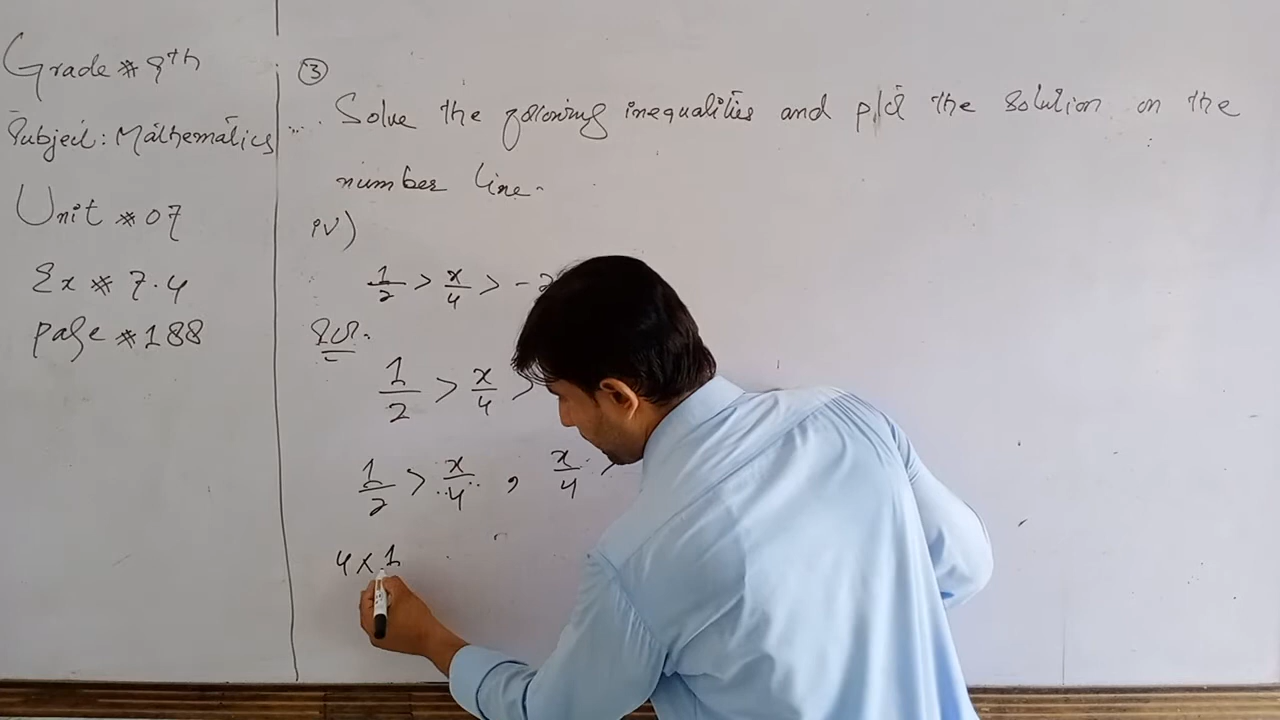 Grade # 9th
Subject: Mathematics
Unit # 07
Ex # 7.4
page # 188
③
Solve the following inequalities and plot the solution on the
number line.
iv)
1/2 > x/4 > -2
Sol.
1/2 > x/4 >
1/2 > x/4 , x/4 >
4 x 1